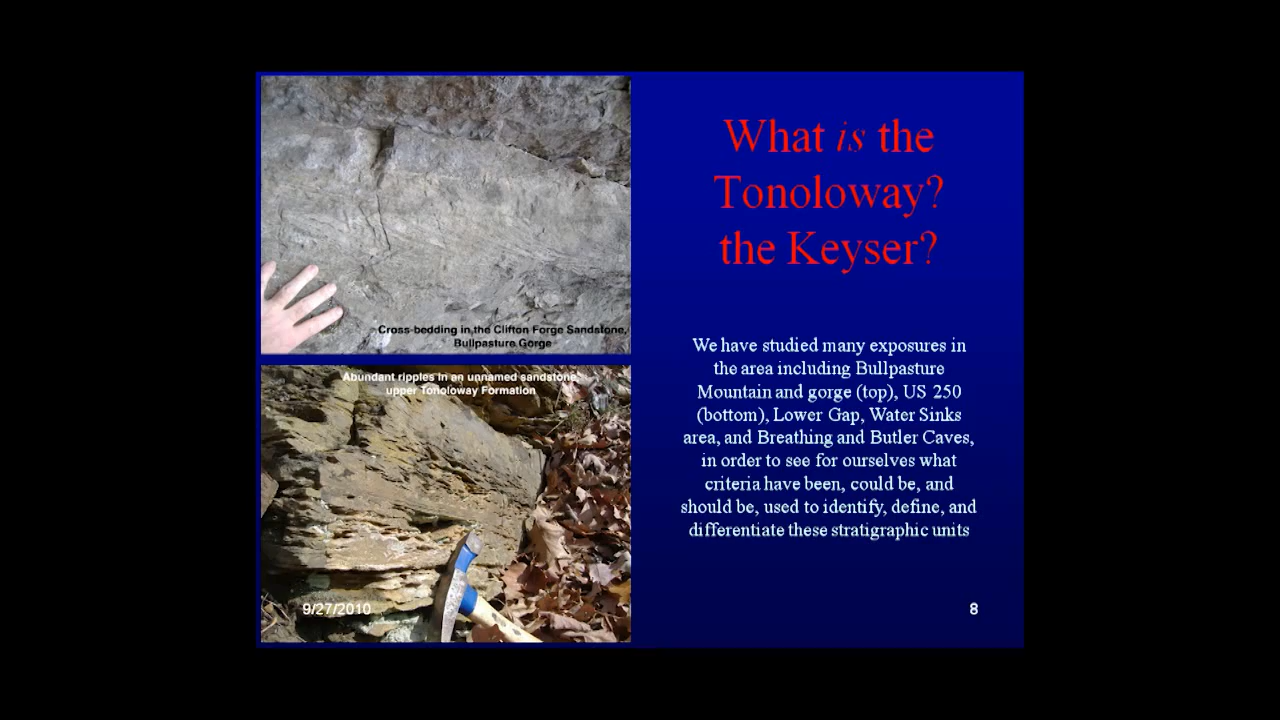 Cross-bedding in the Clifton Forge Sandstone,
Bullpasture Gorge
Abundant ripples in an unnamed sandstone,
upper Tonoloway Formation
9/27/2010
What is the
Tonoloway?
the Keyser?
We have studied many exposures in
the area including Bullpasture
Mountain and gorge (top), US 250
(bottom), Lower Gap, Water Sinks
area, and Breathing and Butler Caves,
in order to see for ourselves what
criteria have been, could be, and
should be, used to identify, define, and
differentiate these stratigraphic units
8